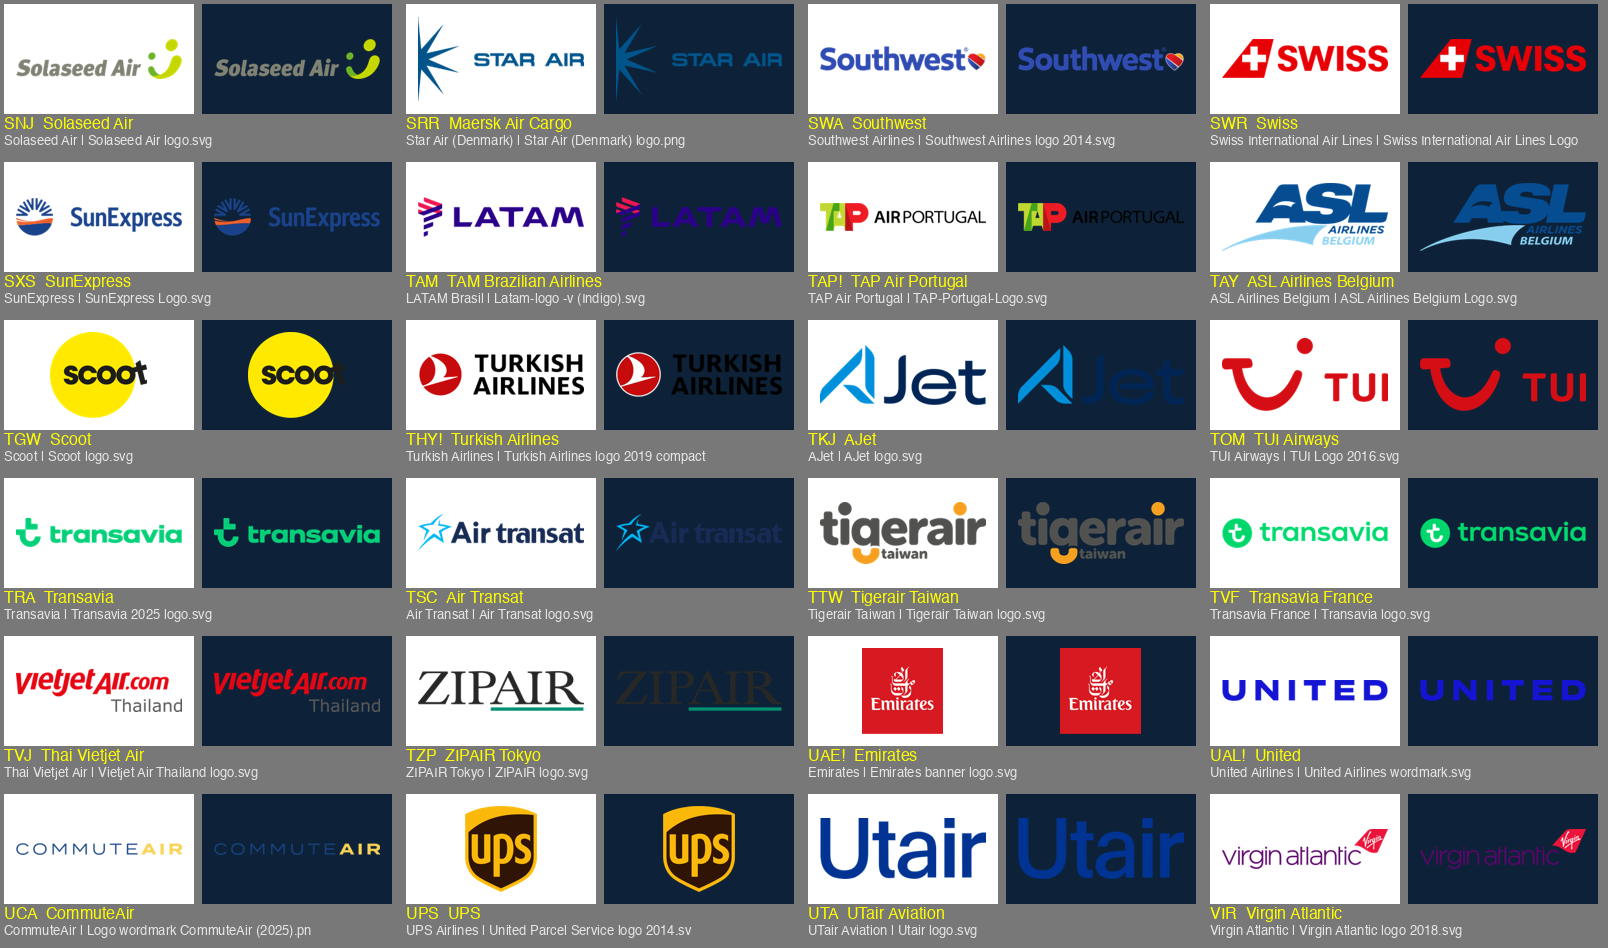 Solaseed Air Solaseed Air STAR AIR STAR AIR Southwest® Southwest® SWISS SWISS
SNJ Solaseed Air SRR Maersk Air Cargo SWA Southwest SWR Swiss
Solaseed Air | Solaseed Air logo.svg Star Air (Denmark) | Star Air (Denmark) logo.png Southwest Airlines | Southwest Airlines logo 2014.svg Swiss International Air Lines | Swiss International Air Lines Logo
SunExpress SunExpress LATAM LATAM TAP AIR PORTUGAL TAP AIR PORTUGAL ASL AIRLINES BELGIUM ASL AIRLINES BELGIUM
SXS SunExpress TAM TAM Brazilian Airlines TAP! TAP Air Portugal TAY ASL Airlines Belgium
SunExpress | SunExpress Logo.svg LATAM Brasil | Latam-logo -v (Indigo).svg TAP Air Portugal | TAP-Portugal-Logo.svg ASL Airlines Belgium | ASL Airlines Belgium Logo.svg
scoot scoot TURKISH AIRLINES TURKISH AIRLINES AJet AJet TUI TUI
TGW Scoot THY! Turkish Airlines TKJ AJet TOM TUI Airways
Scoot | Scoot logo.svg Turkish Airlines | Turkish Airlines logo 2019 compact AJet | AJet logo.svg TUI Airways | TUI Logo 2016.svg
transavia transavia Air transat Air transat tigerair taiwan tigerair taiwan transavia transavia
TRA Transavia TSC Air Transat TTW Tigerair Taiwan TVF Transavia France
Transavia | Transavia 2025 logo.svg Air Transat | Air Transat logo.svg Tigerair Taiwan | Tigerair Taiwan logo.svg Transavia France | Transavia logo.svg
vietjetAir.com Thailand vietjetAir.com Thailand ZIPAIR ZIPAIR Emirates Emirates UNITED UNITED
TVJ Thai Vietjet Air TZP ZIPAIR Tokyo UAE! Emirates UAL! United
Thai Vietjet Air | Vietjet Air Thailand logo.svg ZIPAIR Tokyo | ZIPAIR logo.svg Emirates | Emirates banner logo.svg United Airlines | United Airlines wordmark.svg
COMMUTEAIR COMMUTEAIR ups ups Utair Utair virgin atlantic Virgin virgin atlantic Virgin
UCA CommuteAir UPS UPS UTA UTair Aviation VIR Virgin Atlantic
CommuteAir | Logo wordmark CommuteAir (2025).pn UPS Airlines | United Parcel Service logo 2014.sv UTair Aviation | Utair logo.svg Virgin Atlantic | Virgin Atlantic logo 2018.svg